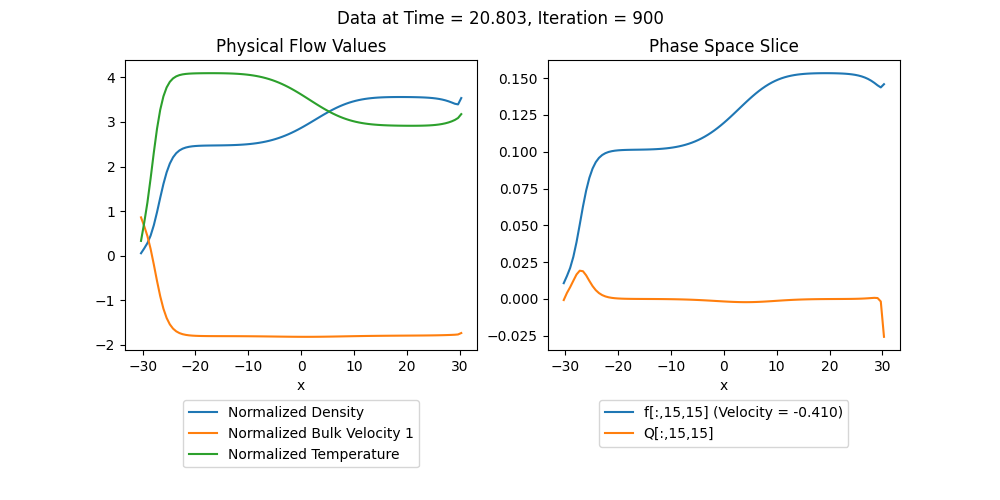 Data at Time = 20.803, Iteration = 900
Physical Flow Values
4
3
2
1
0
−1
−2
−30
−20
−10
0
10
20
30
x
Normalized Density
Normalized Bulk Velocity 1
Normalized Temperature
Phase Space Slice
0.150
0.125
0.100
0.075
0.050
0.025
0.000
−0.025
−30
−20
−10
0
10
20
30
x
f[:,15,15] (Velocity = -0.410)
Q[:,15,15]